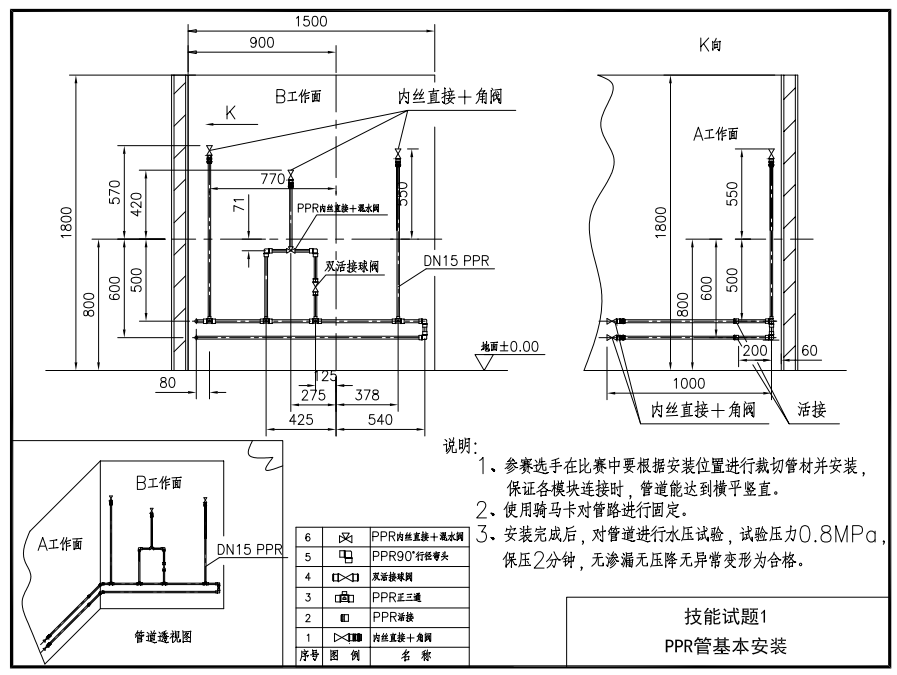 1500
900
K向
B工作面
内丝直接＋角阀
K
A工作面
570
420
770
71
550
550
PPR内丝直接＋混水阀
1800
1800
双活接球阀
DN15 PPR
800
600
500
800
600
500
地面±0.00
200
60
80
125
275
378
1000
425
540
内丝直接＋角阀
活接
说明:
1、参赛选手在比赛中要根据安装位置进行裁切管材并安装，
保证各模块连接时，管道能达到横平竖直。
2、使用骑马卡对管路进行固定。
3、安装完成后，对管道进行水压试验，试验压力0.8MPa，
保压2分钟，无渗漏无压降无异常变形为合格。
B工作面
A工作面
DN15 PPR
管道透视图
6 PPR内丝直接＋混水阀
5 PPR90°行径弯头
4 双活接球阀
3 PPR正三通
2 PPR活接
1 内丝直接＋角阀
序号 图 例 名 称
技能试题1
PPR管基本安装